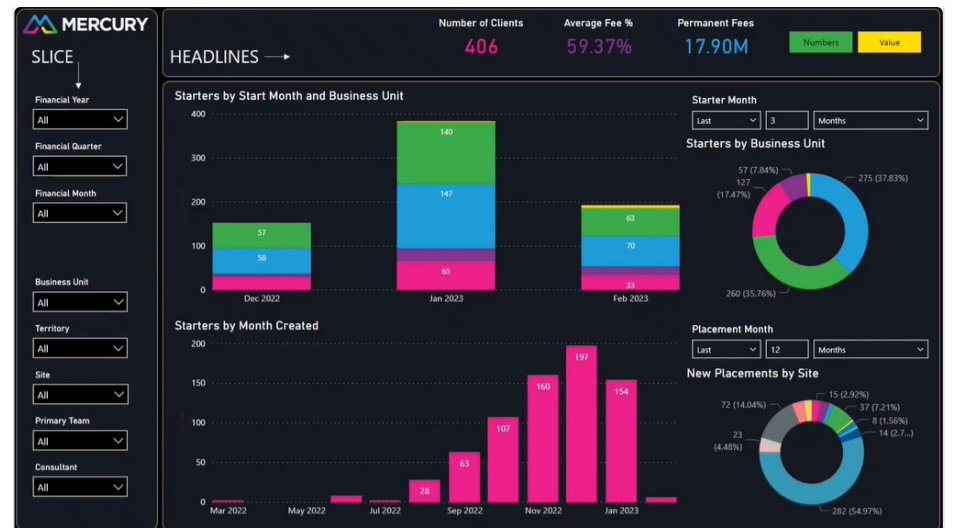 MERCURY
SLICE
HEADLINES
Number of Clients
406
Average Fee %
59.37%
Permanent Fees
17.90M
Numbers
Value
Financial Year
All
Financial Quarter
All
Financial Month
All
Business Unit
All
Territory
All
Site
All
Primary Team
All
Consultant
All
Starters by Start Month and Business Unit
400
300
200
100
0
57
58
140
147
65
63
70
33
Dec 2022
Jan 2023
Feb 2023
Starter Month
Last
3
Months
Starters by Business Unit
57 (7.84%)
127
(17.47%)
275 (37.83%)
260 (35.76%)
Starters by Month Created
200
150
100
50
0
28
63
107
160
197
154
Mar 2022
May 2022
Jul 2022
Sep 2022
Nov 2022
Jan 2023
Placement Month
Last
12
Months
New Placements by Site
72 (14.04%)
15 (2.92%)
37 (7.21%)
8 (1.56%)
14 (2.7...)
23
(4.48%)
282 (54.97%)